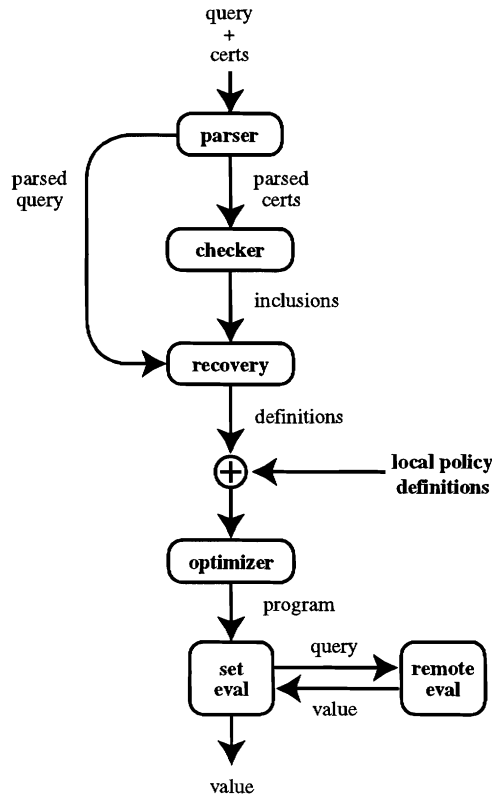 query
+
certs
parser
parsed
query
parsed
certs
checker
inclusions
recovery
definitions
+
local policy
definitions
optimizer
program
set
eval
query
remote
eval
value
value